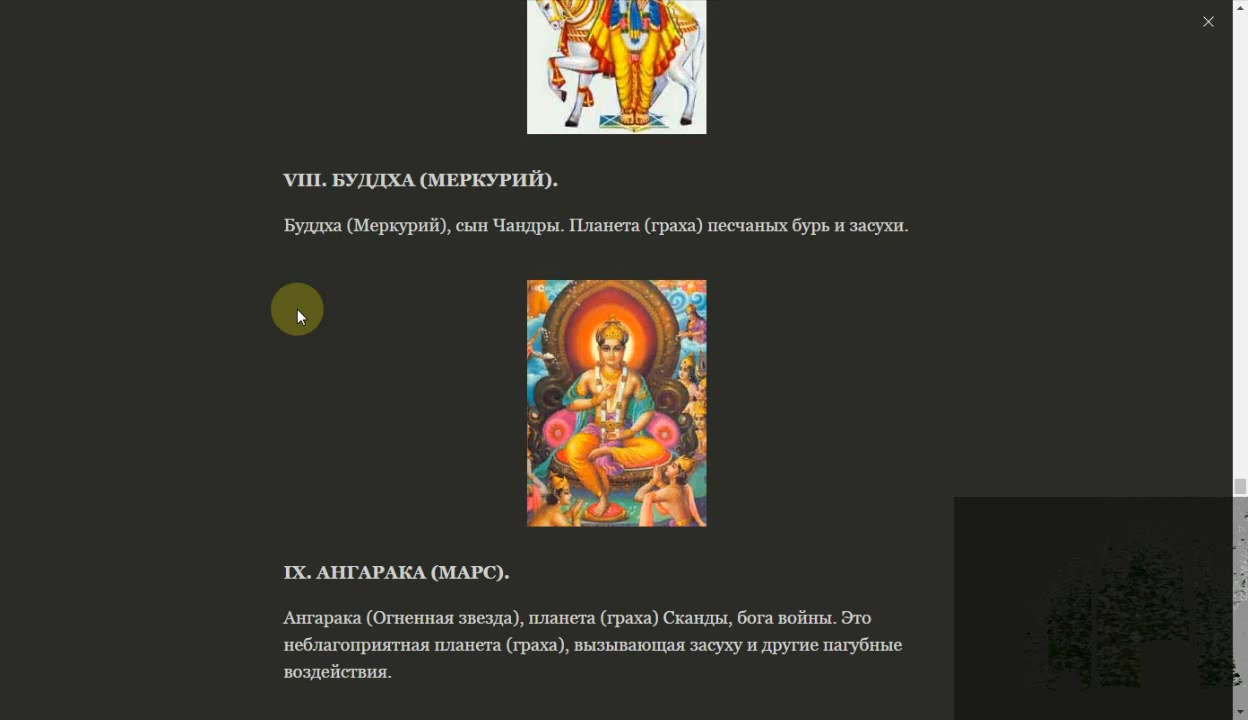 VIII. БУДДХА (МЕРКУРИЙ).
Буддха (Меркурий), сын Чандры. Планета (граха) песчаных бурь и засухи.
IX. АНГАРАКА (МАРС).
Ангарака (Огненная звезда), планета (граха) Сканды, бога войны. Это
неблагоприятная планета (граха), вызывающая засуху и другие пагубные
воздействия.